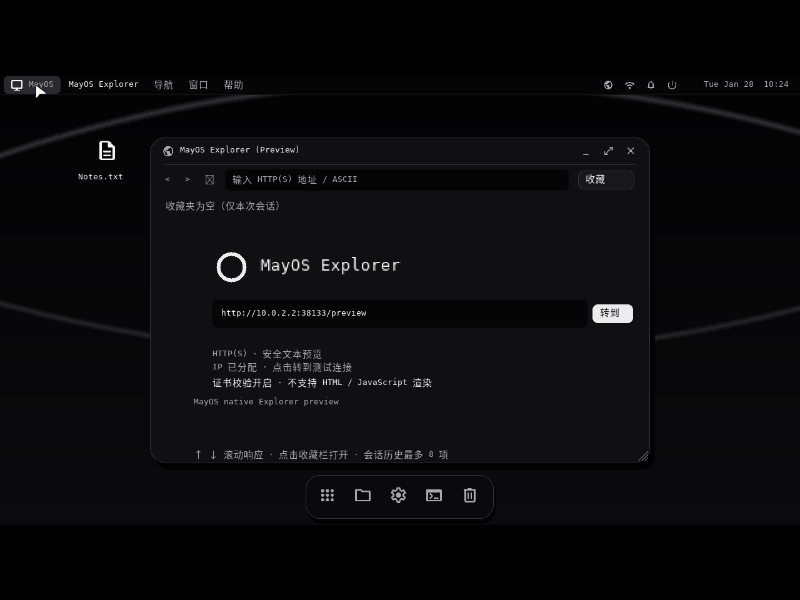 MayOS MayOS Explorer 导航 窗口 帮助 Tue Jan 28 10:24
Notes.txt
MayOS Explorer (Preview)
< > 输入 HTTP(S) 地址 / ASCII 收藏
收藏夹为空（仅本次会话）
MayOS Explorer
http://10.0.2.2:38133/preview 转到
HTTP(S) · 安全文本预览
IP 已分配 · 点击转到测试连接
证书校验开启 · 不支持 HTML / JavaScript 渲染
MayOS native Explorer preview
↑ ↓ 滚动响应 · 点击收藏栏打开 · 会话历史最多 8 项